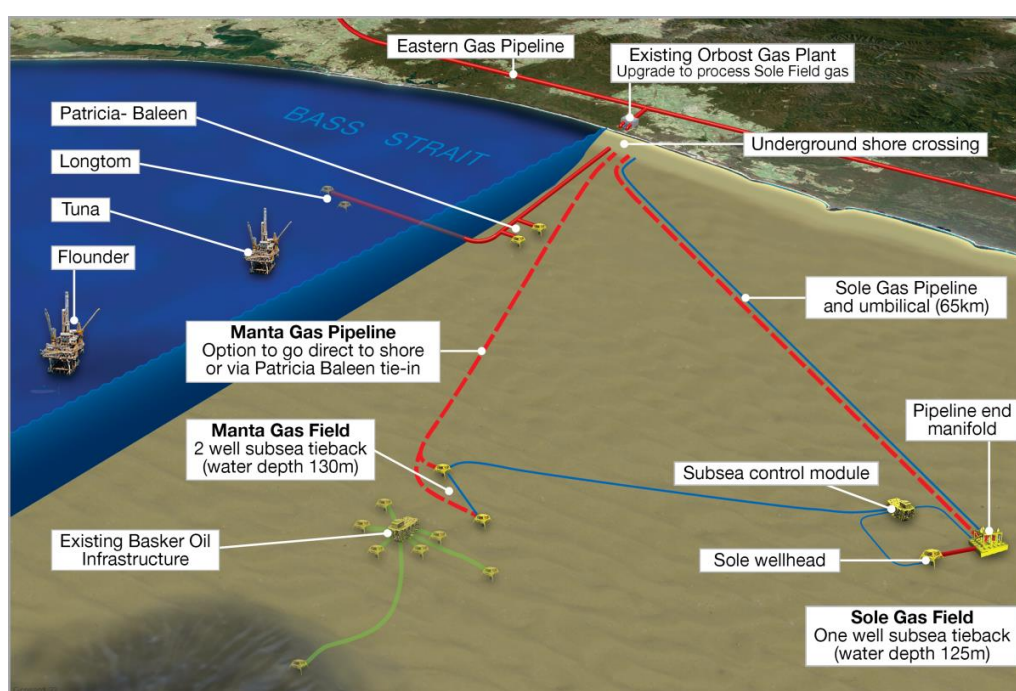 Eastern Gas Pipeline
Existing Orbost Gas Plant
Upgrade to process Sole Field gas
Patricia- Baleen
BASS STRAIT
Underground shore crossing
Longtom
Tuna
Flounder
Sole Gas Pipeline
and umbilical (65km)
Manta Gas Pipeline
Option to go direct to shore
or via Patricia Baleen tie-in
Manta Gas Field
2 well subsea tieback
(water depth 130m)
Pipeline end
manifold
Subsea control module
Existing Basker Oil
Infrastructure
Sole wellhead
Sole Gas Field
One well subsea tieback
(water depth 125m)